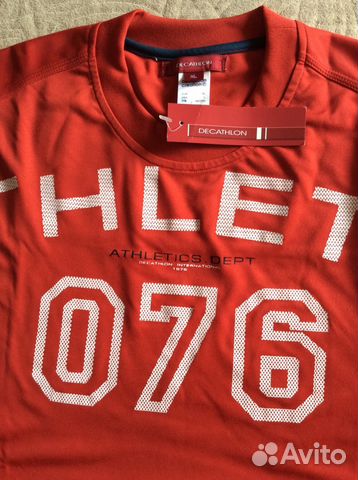 DECATHLON
XL
DECATHLON
THLET
ATHLETICS DEPT
DECATHLON INTERNATIONAL
1976
076
Avito